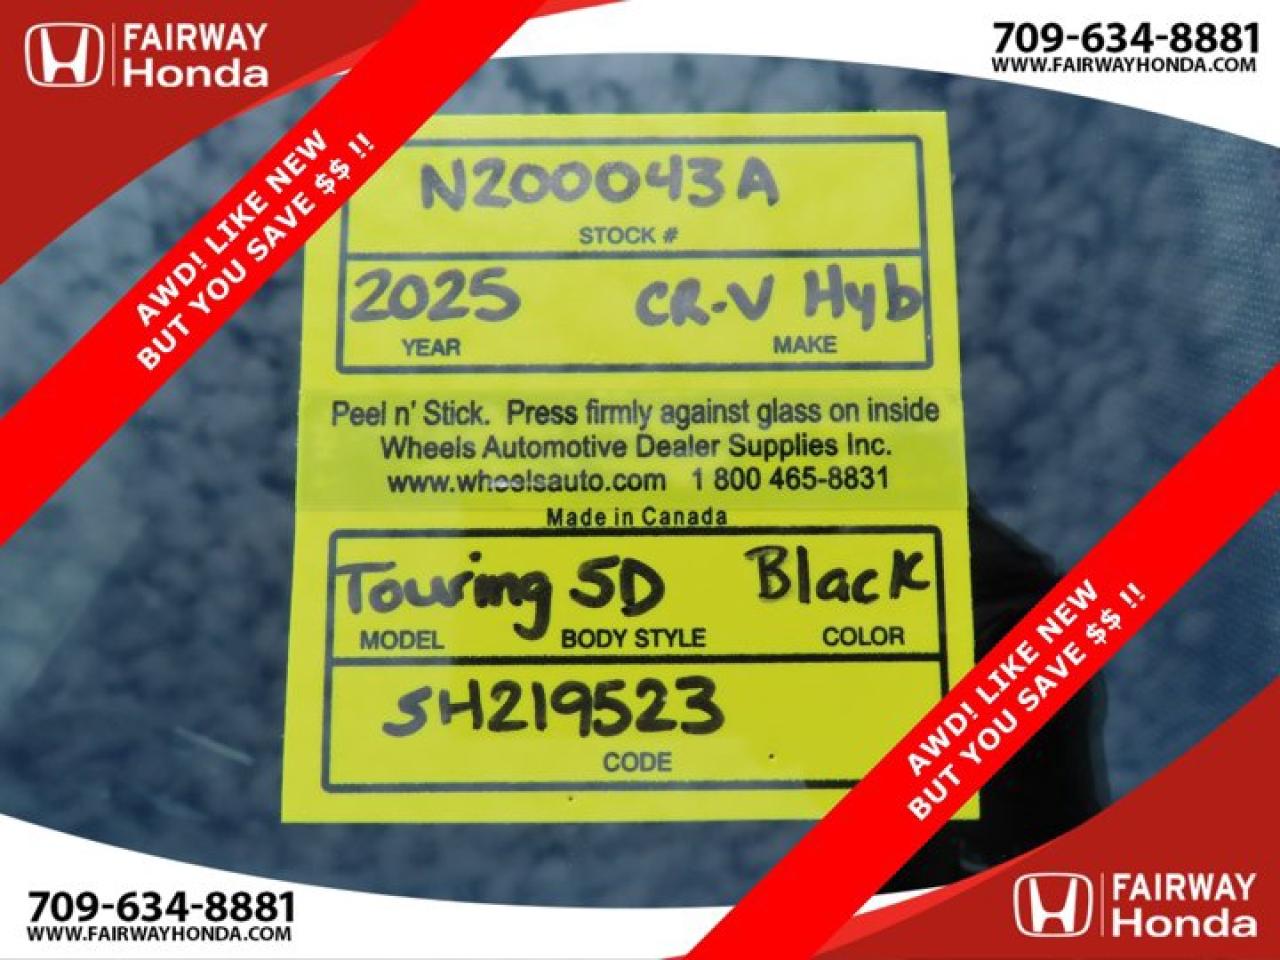 FAIRWAY
Honda
709-634-8881
WWW.FAIRWAYHONDA.COM
AWD! LIKE NEW
BUT YOU SAVE $$ !!
N200043A
STOCK #
2025 CR-V Hyb
YEAR MAKE
Peel n' Stick. Press firmly against glass on inside
Wheels Automotive Dealer Supplies Inc.
www.wheelsauto.com 1 800 465-8831
Made in Canada
Touring 5D Black
MODEL BODY STYLE COLOR
SH219523
CODE
AWD! LIKE NEW
BUT YOU SAVE $$ !!
709-634-8881
WWW.FAIRWAYHONDA.COM
FAIRWAY
Honda